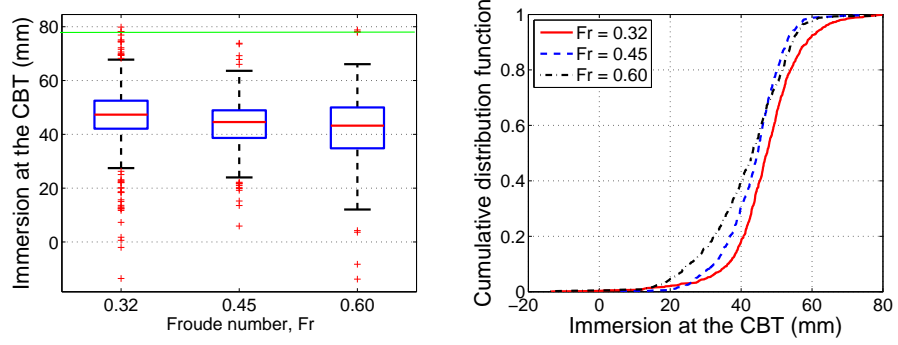 Immersion at the CBT (mm)
80
60
40
20
0
0.32 0.45 0.60
Froude number, Fr
Cumulative distribution function
1
0.8
0.6
0.4
0.2
0
Fr = 0.32
Fr = 0.45
Fr = 0.60
−20 0 20 40 60 80
Immersion at the CBT (mm)